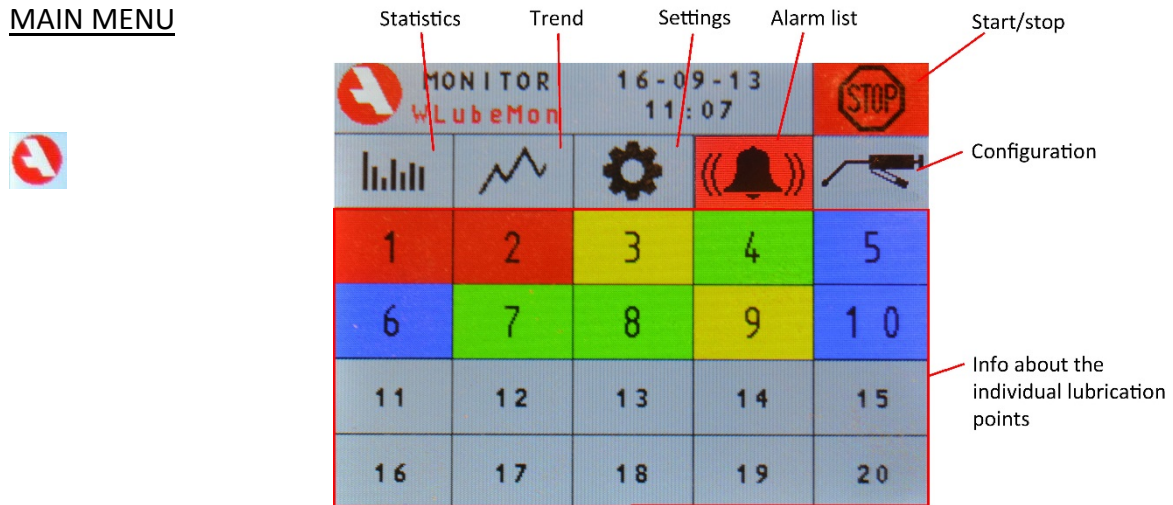 MAIN MENU
Statistics Trend Settings Alarm list Start/stop
MONITOR 16-09-13
WLubeMon 11:07
STOP
Configuration
1 2 3 4 5
6 7 8 9 10
11 12 13 14 15
16 17 18 19 20
Info about the
individual lubrication
points